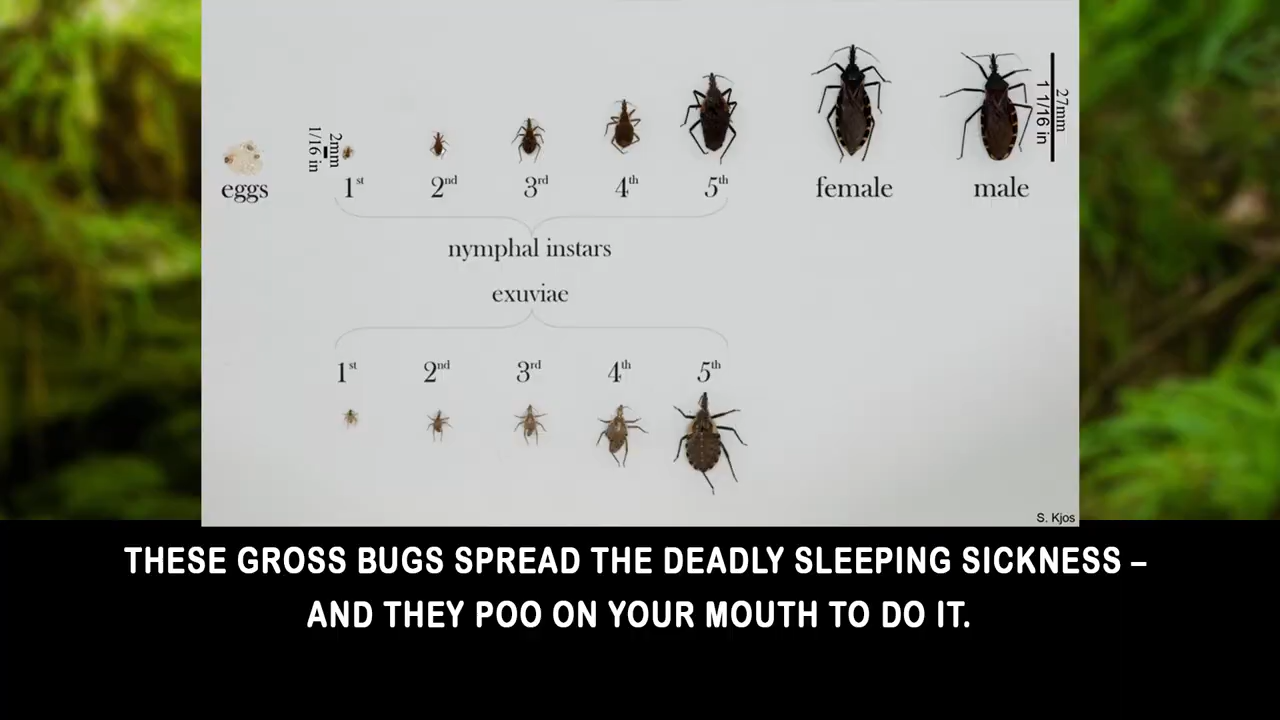 27mm
1 1/16 in
2mm
1/16 in
eggs
1st 2nd 3rd 4th 5th
female male
nymphal instars
exuviae
1st 2nd 3rd 4th 5th
S. Kjos
THESE GROSS BUGS SPREAD THE DEADLY SLEEPING SICKNESS –
AND THEY POO ON YOUR MOUTH TO DO IT.